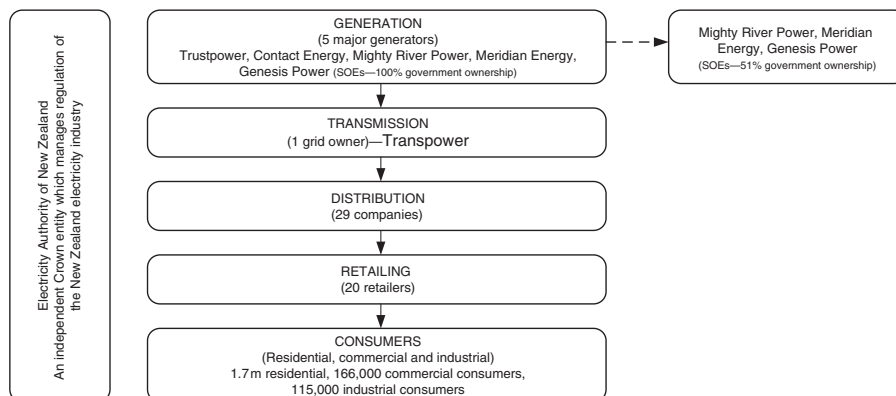 Electricity Authority of New Zealand
An independent Crown entity which manages regulation of
the New Zealand electricity industry
GENERATION
(5 major generators)
Trustpower, Contact Energy, Mighty River Power, Meridian Energy,
Genesis Power (SOEs—100% government ownership)
Mighty River Power, Meridian
Energy, Genesis Power
(SOEs—51% government ownership)
TRANSMISSION
(1 grid owner)—Transpower
DISTRIBUTION
(29 companies)
RETAILING
(20 retailers)
CONSUMERS
(Residential, commercial and industrial)
1.7m residential, 166,000 commercial consumers,
115,000 industrial consumers